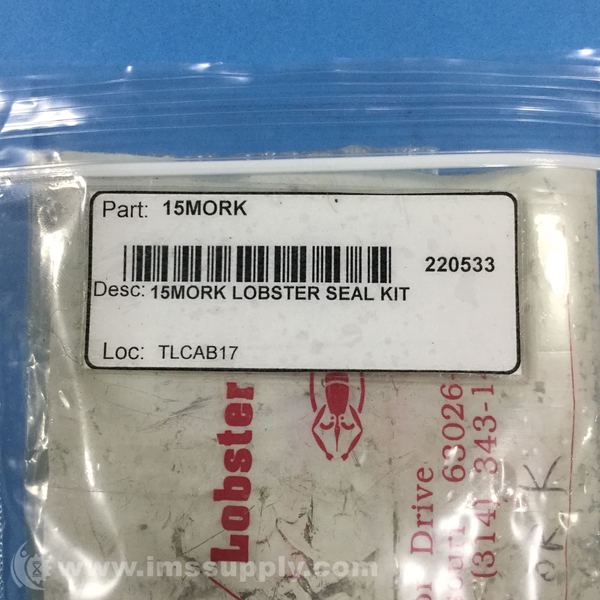 Part: 15MORK
220533
Desc: 15MORK LOBSTER SEAL KIT
Loc: TLCAB17
Lobster
Drive
63026-
(314) 343-1
www.imssupply.com